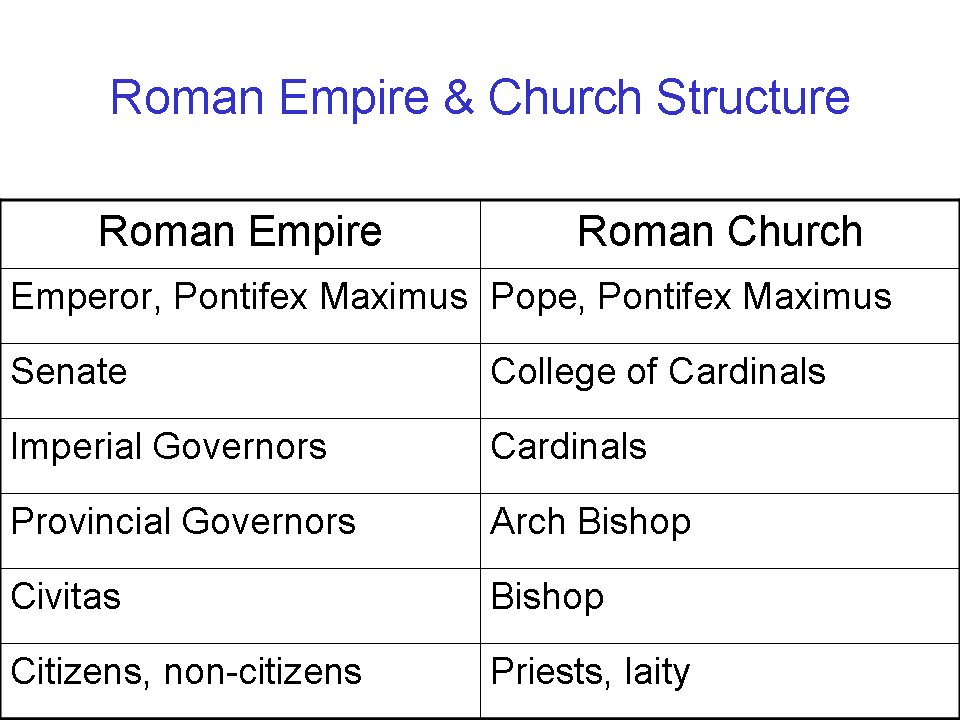 Roman Empire & Church Structure
Roman Empire Roman Church
Emperor, Pontifex Maximus Pope, Pontifex Maximus
Senate College of Cardinals
Imperial Governors Cardinals
Provincial Governors Arch Bishop
Civitas Bishop
Citizens, non-citizens Priests, laity